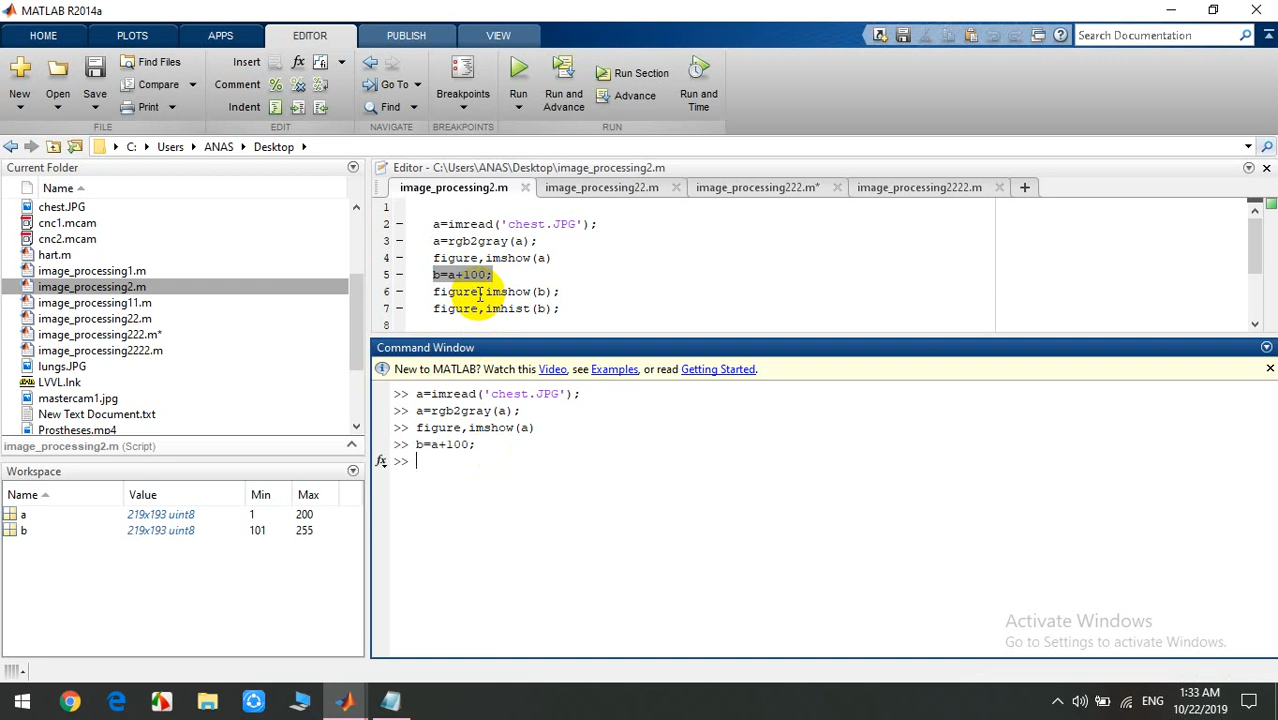 MATLAB R2014a
HOME PLOTS APPS EDITOR PUBLISH VIEW
Search Documentation
New Open Save
Find Files
Compare
Print
FILE
Insert
Comment
Indent
EDIT
Go To
Find
NAVIGATE
Breakpoints
BREAKPOINTS
Run
Run and Advance
Run Section
Advance
Run and Time
RUN
C: Users ANAS Desktop
Current Folder
Name
chest.JPG
cnc1.mcam
cnc2.mcam
hart.m
image_processing1.m
image_processing2.m
image_processing11.m
image_processing22.m
image_processing222.m*
image_processing2222.m
lungs.JPG
LVVL.lnk
mastercam1.jpg
New Text Document.txt
Prostheses.mp4
image_processing2.m (Script)
Workspace
Name Value Min Max
a 219x193 uint8 1 200
b 219x193 uint8 101 255
Editor - C:\Users\ANAS\Desktop\image_processing2.m
image_processing2.m image_processing22.m image_processing222.m* image_processing2222.m
1
2 a=imread('chest.JPG');
3 a=rgb2gray(a);
4 figure,imshow(a)
5 b=a+100;
6 figure,imshow(b);
7 figure,imhist(b);
8
Command Window
New to MATLAB? Watch this Video, see Examples, or read Getting Started.
>> a=imread('chest.JPG');
>> a=rgb2gray(a);
>> figure,imshow(a)
>> b=a+100;
fx >>
Activate Windows
Go to Settings to activate Windows.
ENG
1:33 AM
10/22/2019